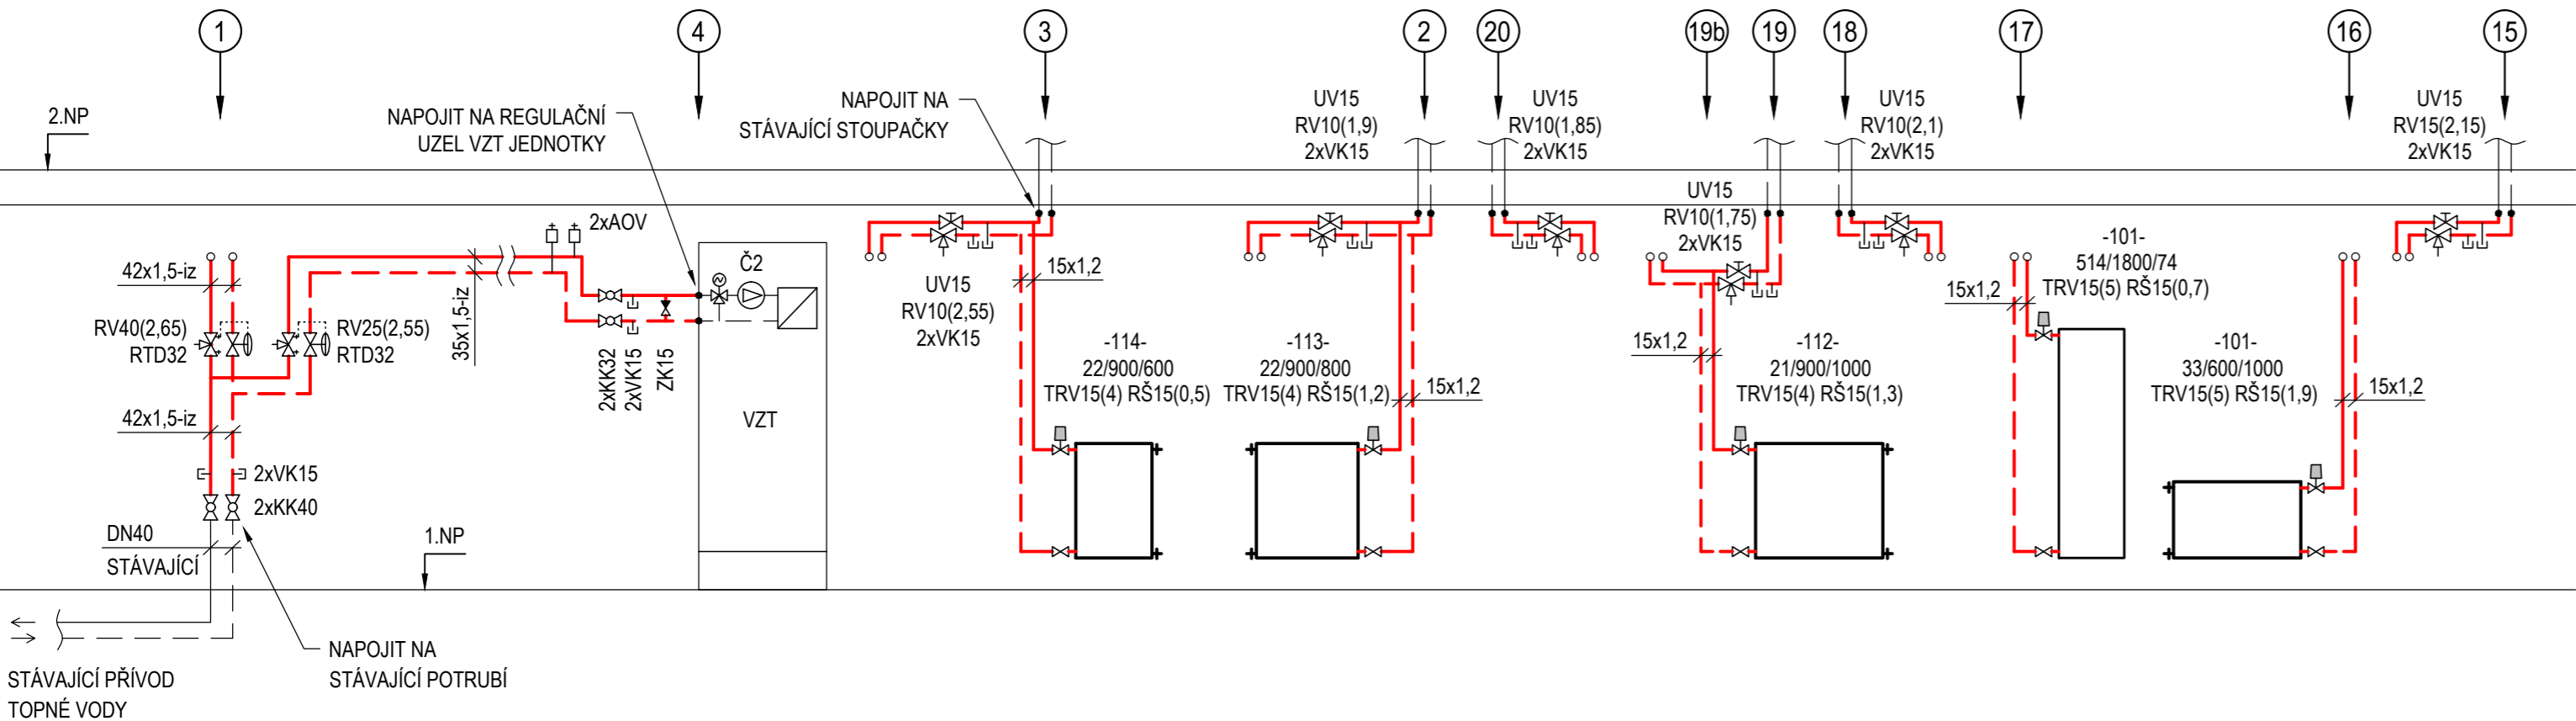 1
4
3
2
20
19b
19
18
17
16
15
2.NP
NAPOJIT NA REGULAČNÍ
UZEL VZT JEDNOTKY
NAPOJIT NA
STÁVAJÍCÍ STOUPAČKY
UV15
RV10(1,9)
2xVK15
UV15
RV10(1,85)
2xVK15
UV15
RV10(2,1)
2xVK15
UV15
RV15(2,15)
2xVK15
UV15
RV10(1,75)
2xVK15
2xAOV
42x1,5-iz
RV40(2,65)
RTD32
RV25(2,55)
RTD32
35x1,5-iz
42x1,5-iz
2xVK15
2xKK40
DN40
STÁVAJÍCÍ
1.NP
2xKK32
2xVK15
ZK15
Č2
VZT
UV15
RV10(2,55)
2xVK15
15x1,2
-114-
22/900/600
TRV15(4) RŠ15(0,5)
-113-
22/900/800
TRV15(4) RŠ15(1,2)
15x1,2
15x1,2
-112-
21/900/1000
TRV15(4) RŠ15(1,3)
-101-
514/1800/74
TRV15(5) RŠ15(0,7)
15x1,2
-101-
33/600/1000
TRV15(5) RŠ15(1,9)
15x1,2
NAPOJIT NA
STÁVAJÍCÍ POTRUBÍ
STÁVAJÍCÍ PŘÍVOD
TOPNÉ VODY